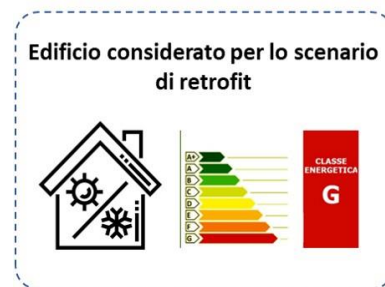 Edificio considerato per lo scenario
di retrofit
A+
A
B
C
D
E
F
G
CLASSE
ENERGETICA
G